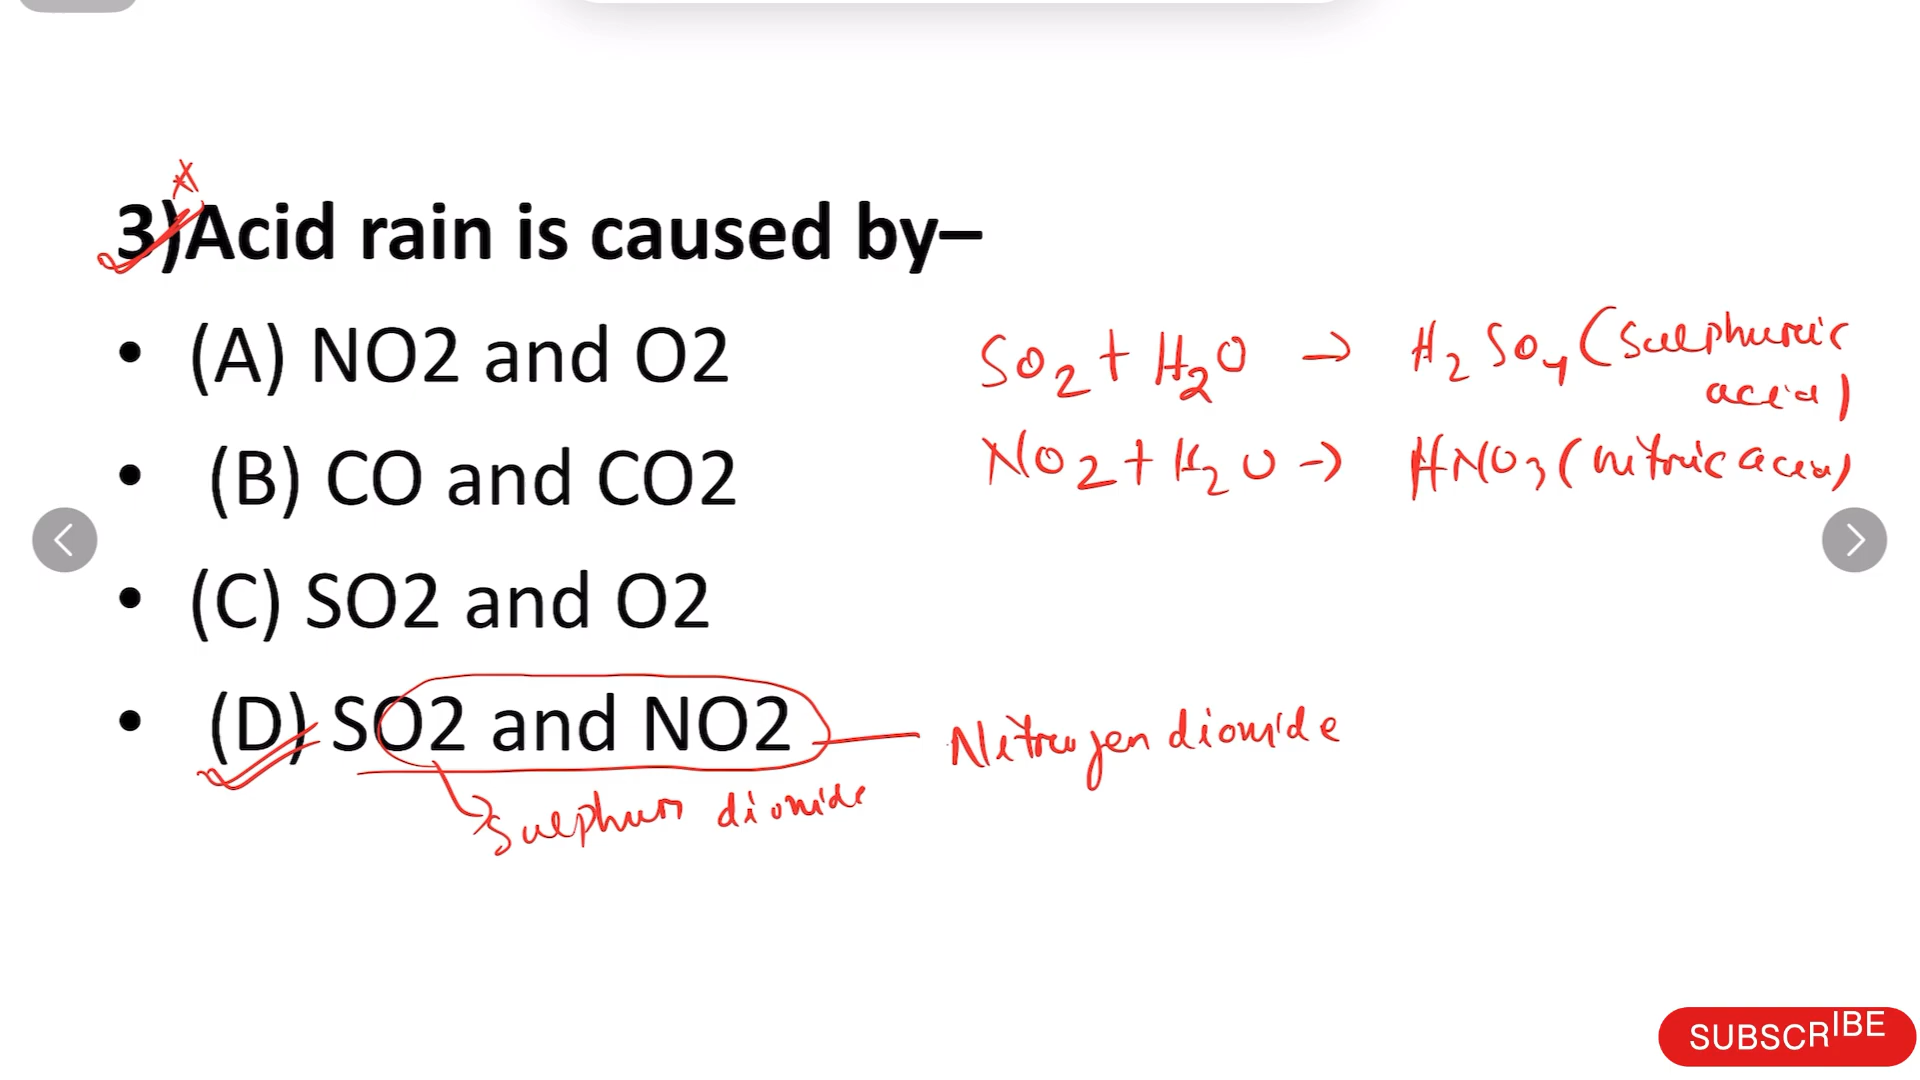 3)Acid rain is caused by–
• (A) NO2 and O2
• (B) CO and CO2
• (C) SO2 and O2
• (D) SO2 and NO2
SO2 + H2O → H2SO4 (Sulphuric
acid)
NO2 + H2O → HNO3 (nitric acid)
Nitrogen dioxide
Sulphur dioxide
SUBSCRIBE